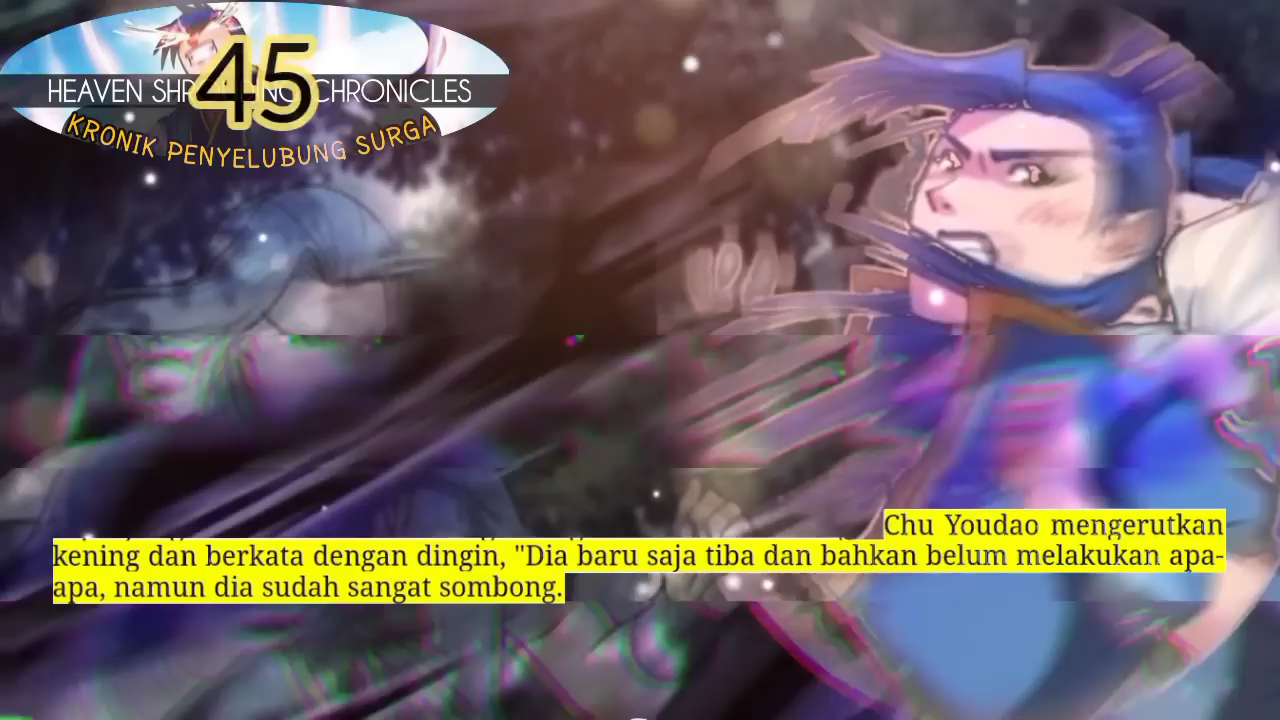 45
HEAVEN SHR NG CHRONICLES
KRONIK PENYELUBUNG SURGA
Chu Youdao mengerutkan
kening dan berkata dengan dingin, "Dia baru saja tiba dan bahkan belum melakukan apa-
apa, namun dia sudah sangat sombong.